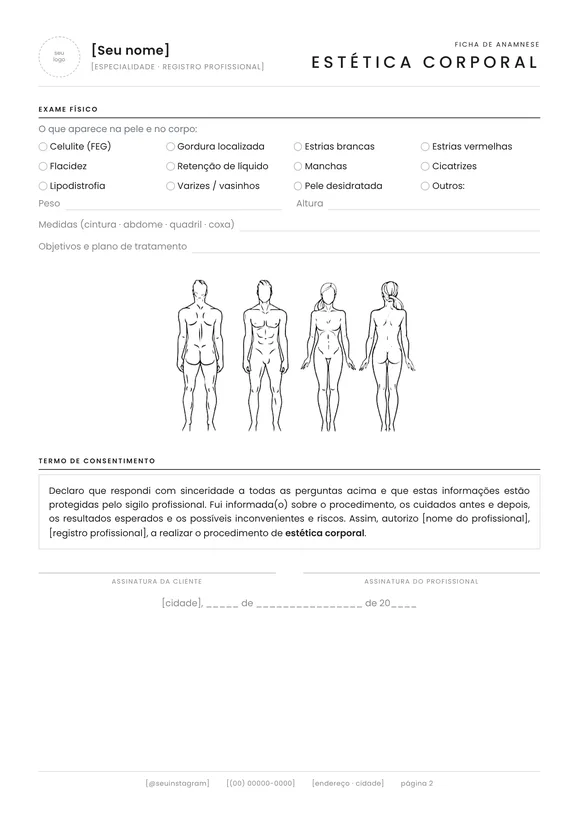 seu
logo
[Seu nome]
[ESPECIALIDADE · REGISTRO PROFISSIONAL]
FICHA DE ANAMNESE
ESTÉTICA CORPORAL
EXAME FÍSICO
O que aparece na pele e no corpo:
Celulite (FEG) Gordura localizada Estrias brancas Estrias vermelhas
Flacidez Retenção de líquido Manchas Cicatrizes
Lipodistrofia Varizes / vasinhos Pele desidratada Outros:
Peso Altura
Medidas (cintura · abdome · quadril · coxa)
Objetivos e plano de tratamento
TERMO DE CONSENTIMENTO
Declaro que respondi com sinceridade a todas as perguntas acima e que estas informações estão
protegidas pelo sigilo profissional. Fui informada(o) sobre o procedimento, os cuidados antes e depois,
os resultados esperados e os possíveis inconvenientes e riscos. Assim, autorizo [nome do profissional],
[registro profissional], a realizar o procedimento de estética corporal.
ASSINATURA DA CLIENTE ASSINATURA DO PROFISSIONAL
[cidade], _____ de ________________ de 20____
[@seuinstagram] [(00) 00000-0000] [endereço · cidade] página 2